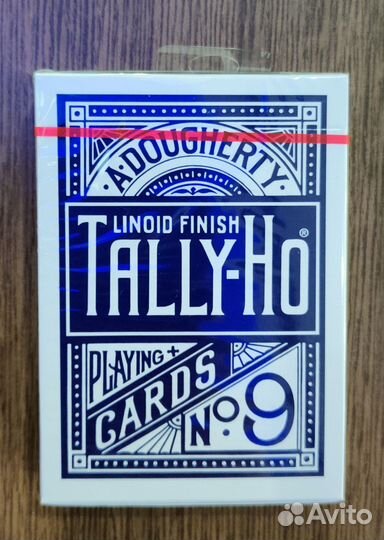 A.DOUGHERTY
LINOID FINISH
TALLY-HO®
PLAYING+
CARDS
No.9
Avito